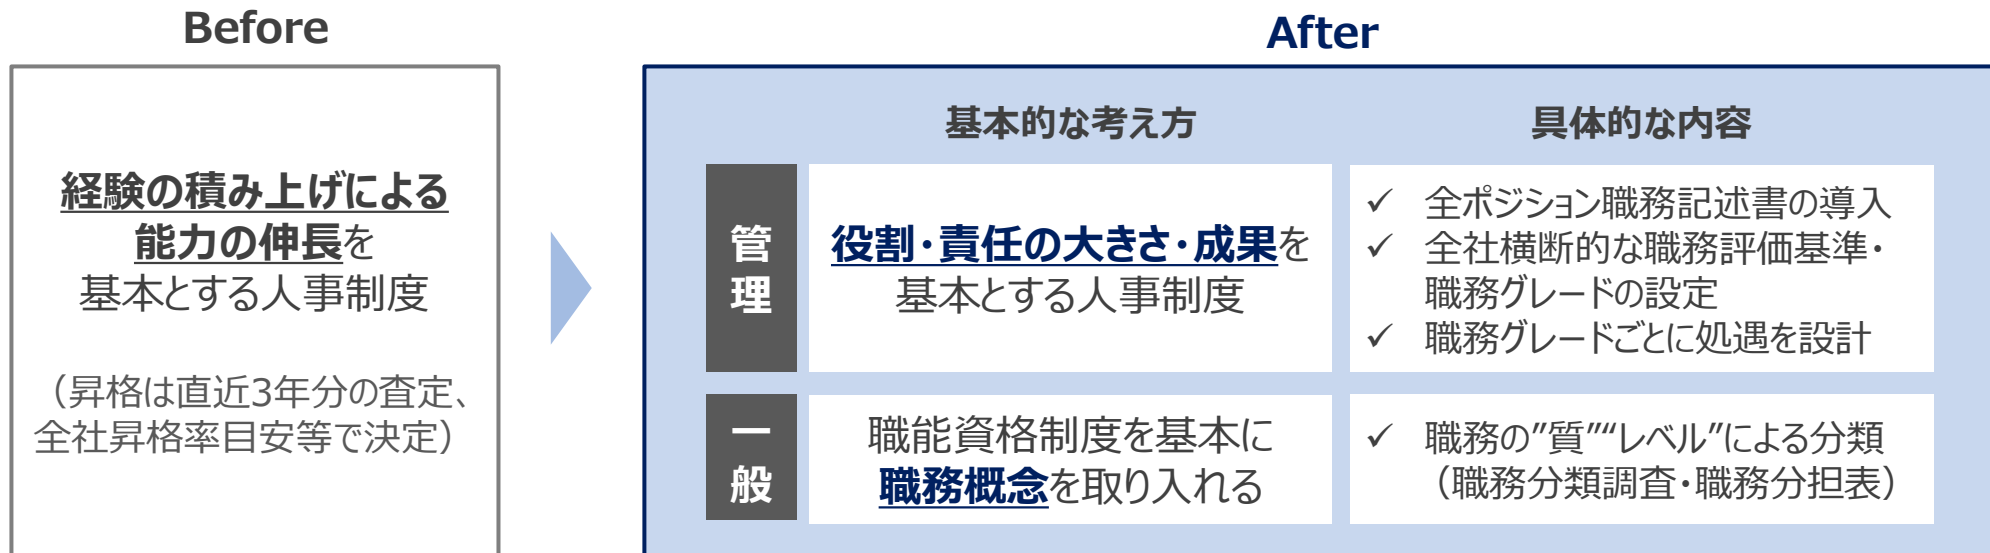 Before
経験の積み上げによる
能力の伸長を
基本とする人事制度
（昇格は直近3年分の査定、
全社昇格率目安等で決定）
After
基本的な考え方
具体的な内容
管
理
役割・責任の大きさ・成果を
基本とする人事制度
✓ 全ポジション職務記述書の導入
✓ 全社横断的な職務評価基準・
職務グレードの設定
✓ 職務グレードごとに処遇を設計
一
般
職能資格制度を基本に
職務概念を取り入れる
✓ 職務の”質”“レベル”による分類
（職務分類調査・職務分担表）